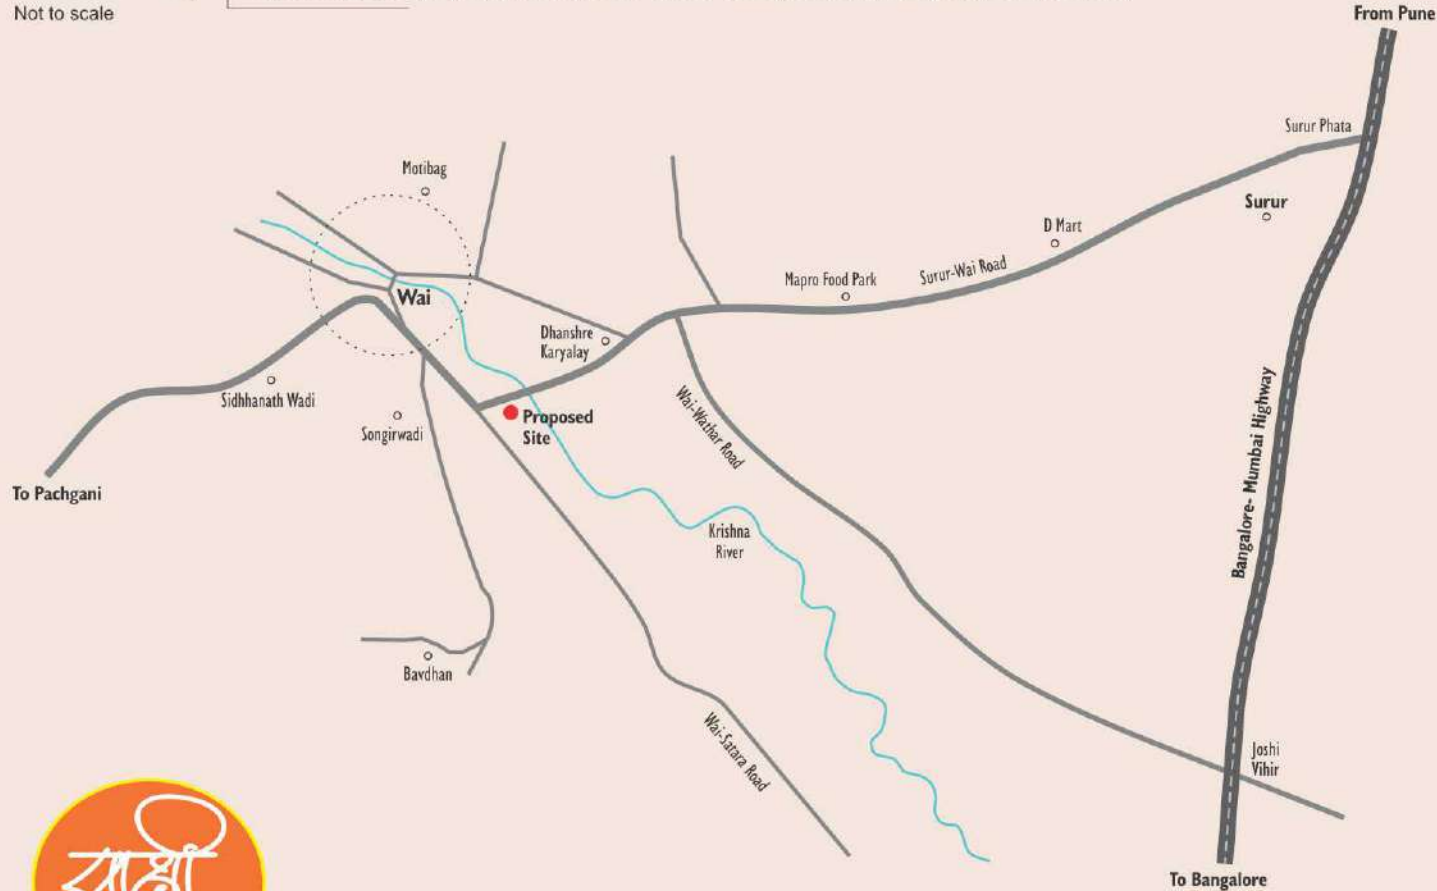 Not to scale
From Pune
Surur Phata
Motibag
Surur
D Mart
Surur-Wai Road
Mapro Food Park
Wai
Dhanshre
Karyalay
Sidhhanath Wadi
Songirwadi
Proposed
Site
Wai-Wathar Road
Bangalore- Mumbai Highway
To Pachgani
Krishna
River
Bavdhan
Wai-Satara Road
Joshi
Vihir
To Bangalore